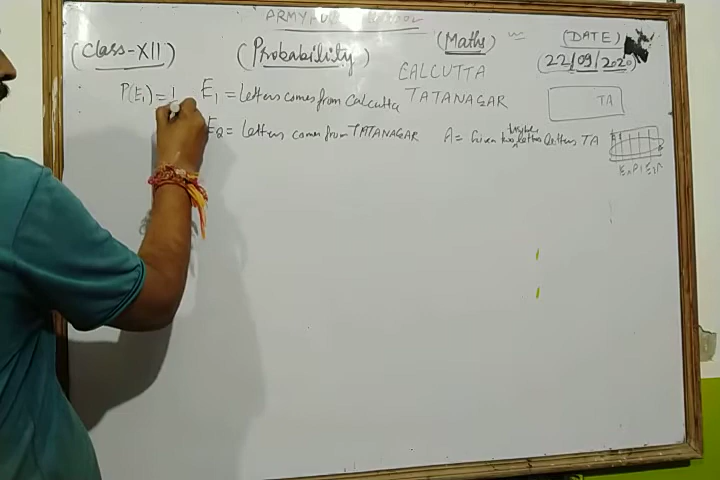 ARMY PUBLIC SCHOOL
(Class-XII) (Probability) (Maths) (DATE)
(22/09/2020)
CALCUTTA
P(E1) = 1 E1 = Letters comes from Calcutta TATANAGAR TA
E2 = Letters comes from TATANAGAR A = Given two letters TA